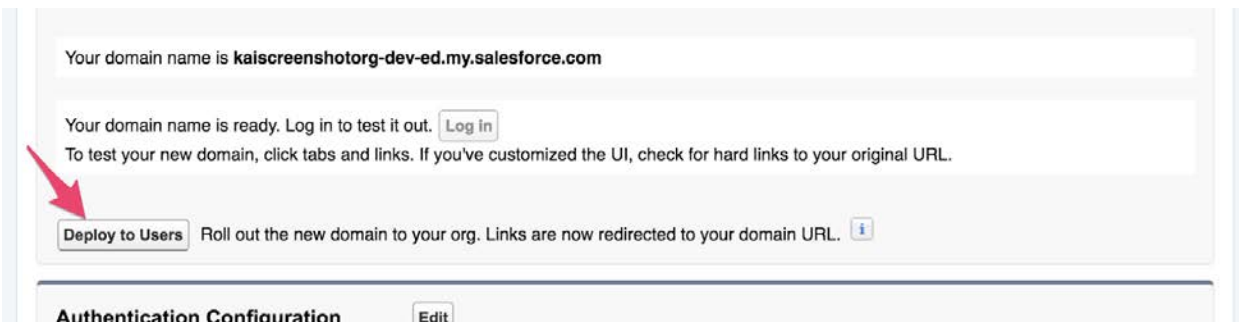 Your domain name is kaiscreenshotorg-dev-ed.my.salesforce.com
Your domain name is ready. Log in to test it out. Log in
To test your new domain, click tabs and links. If you've customized the UI, check for hard links to your original URL.
Deploy to Users Roll out the new domain to your org. Links are now redirected to your domain URL. i
Authentication Configuration Edit